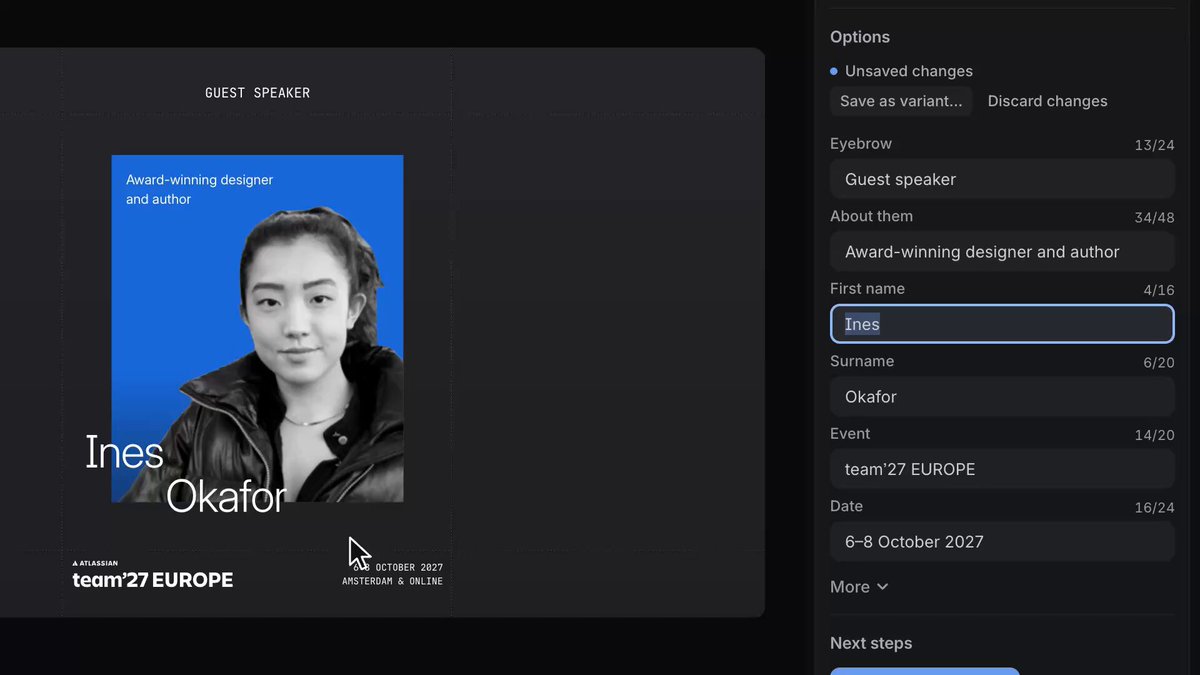 GUEST SPEAKER
Award-winning designer
and author
Ines
Okafor
ATLASSIAN
team’27 EUROPE
OCTOBER 2027
AMSTERDAM & ONLINE
Options
Unsaved changes
Save as variant...
Discard changes
Eyebrow
13/24
Guest speaker
About them
34/48
Award-winning designer and author
First name
4/16
Ines
Surname
6/20
Okafor
Event
14/20
team’27 EUROPE
Date
16/24
6–8 October 2027
More
Next steps